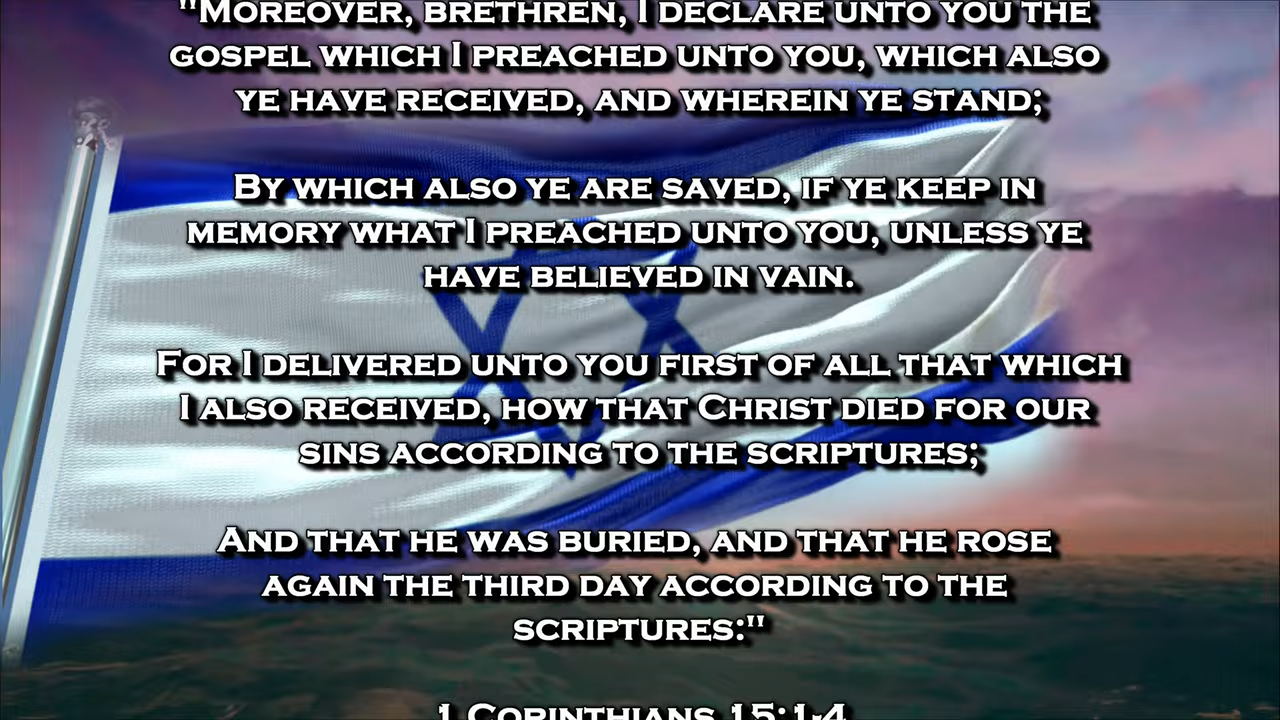 "Moreover, brethren, I declare unto you the
gospel which I preached unto you, which also
ye have received, and wherein ye stand;
By which also ye are saved, if ye keep in
memory what I preached unto you, unless ye
have believed in vain.
For I delivered unto you first of all that which
I also received, how that Christ died for our
sins according to the scriptures;
And that he was buried, and that he rose
again the third day according to the
scriptures:"
1 Corinthians 15:1-4